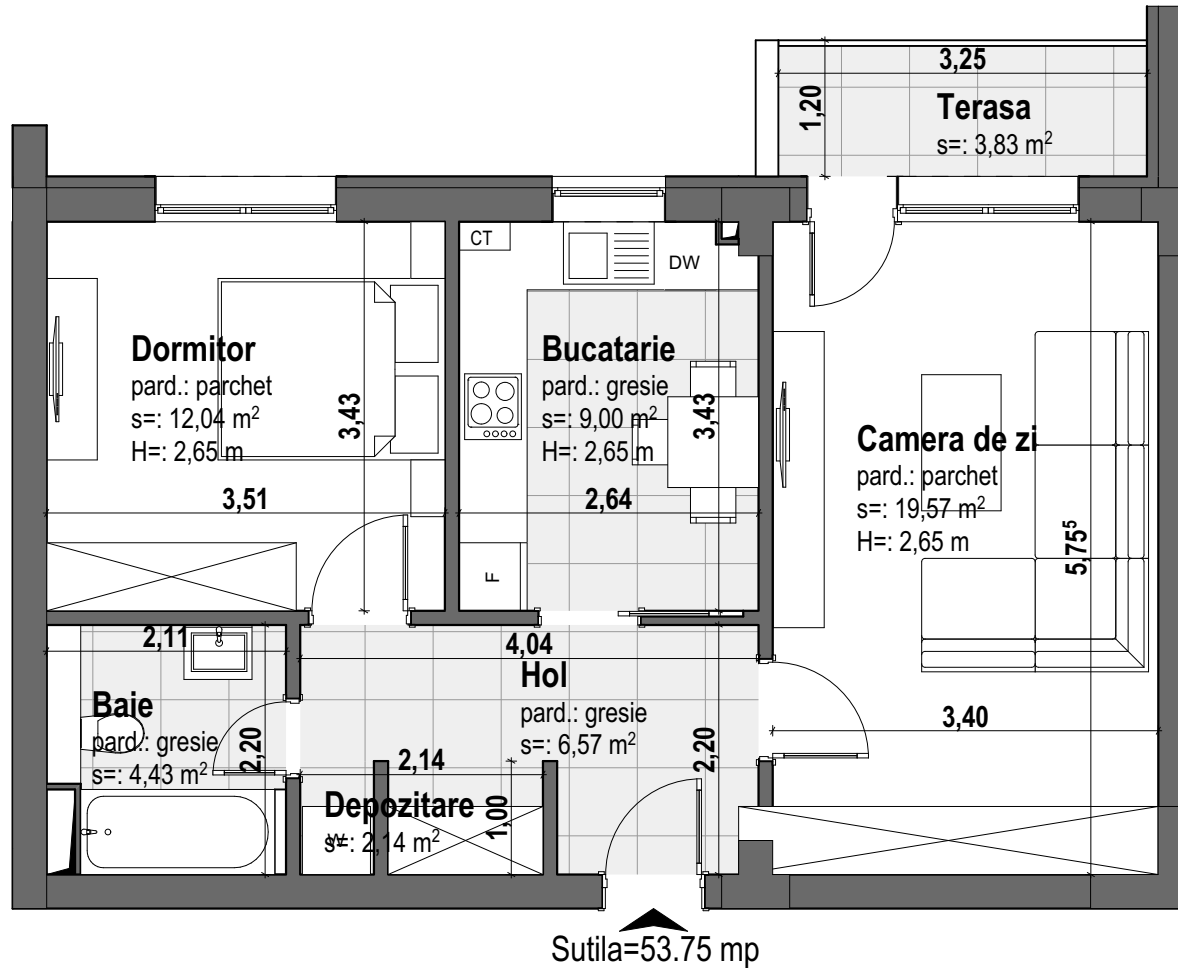 3,25
1,20
Terasa
s=: 3,83 m²
CT
DW
Dormitor
pard.: parchet
s=: 12,04 m²
H=: 2,65 m
3,43
3,51
Bucatarie
pard.: gresie
s=: 9,00 m²
H=: 2,65 m
3,43
2,64
F
Camera de zi
pard.: parchet
s=: 19,57 m²
H=: 2,65 m
5,75⁵
3,40
2,11
Baie
pard.: gresie
s=: 4,43 m²
2,20
4,04
Hol
pard.: gresie
s=: 6,57 m²
2,20
2,14
Depozitare
s=: 2,14 m²
W
1,00
Sutila=53.75 mp